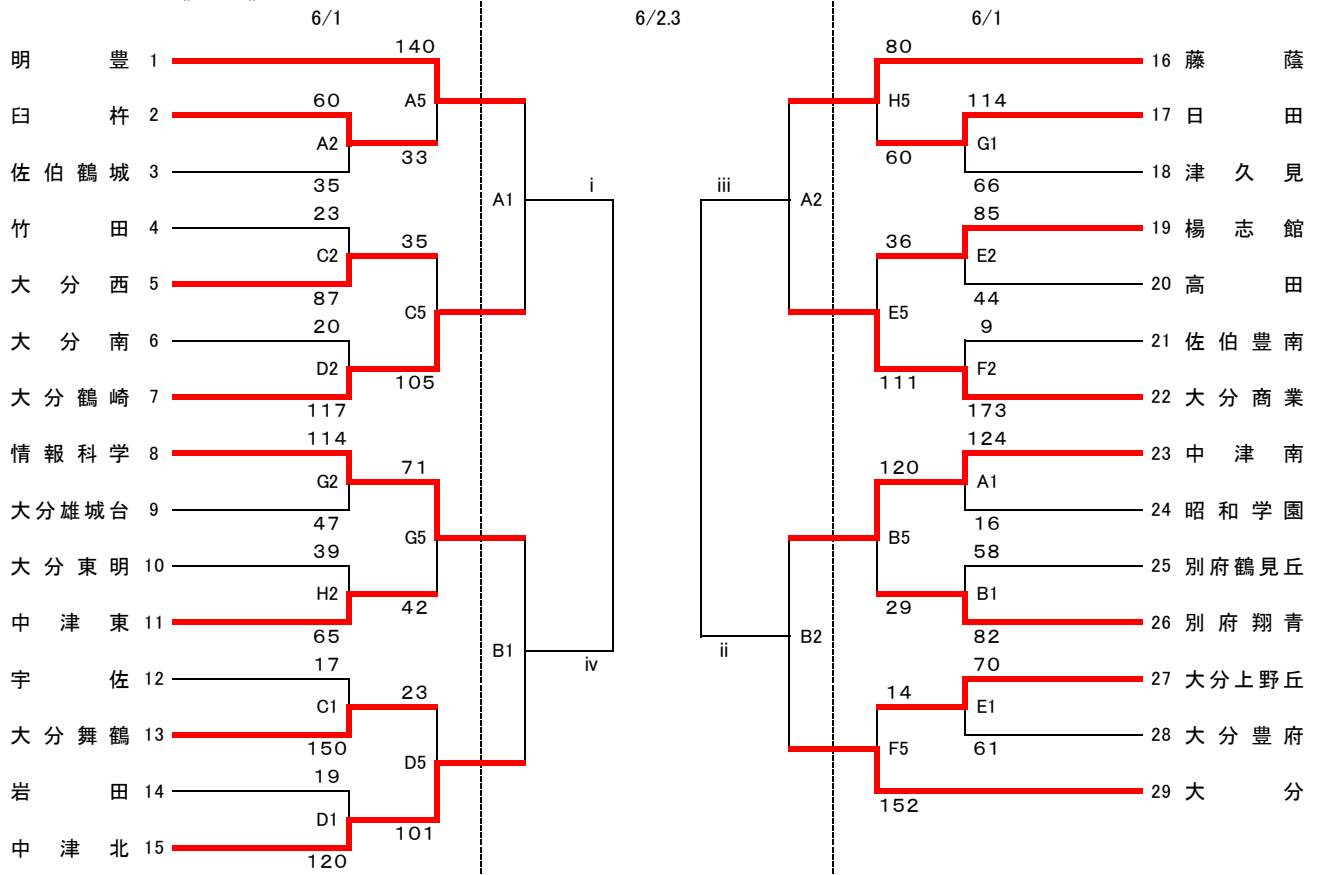 6/1 6/2.3 6/1
140 80
明豊 1 16 藤蔭
A5 H5
60 114
臼杵 2 17 日田
A2 G1
33 60
佐伯鶴城 3 18 津久見
35 66
i iii
A1 A2
23 85
竹田 4 19 楊志館
35 36
C2 E2
大分西 5 20 高田
87 44
C5 E5
20 9
大分南 6 21 佐伯豊南
D2 F2
105 111
大分鶴崎 7 22 大分商業
117 173
114 124
情報科学 8 23 中津南
71 120
G2 A1
大分雄城台 9 24 昭和学園
47 16
G5 B5
39 58
大分東明 10 25 別府鶴見丘
H2 B1
42 29
中津東 11 26 別府翔青
65 82
B1 B2
iv ii
17 70
宇佐 12 27 大分上野丘
23 14
C1 E1
大分舞鶴 13 28 大分豊府
150 61
D5 F5
19
岩田 14 29 大分
152
D1
101
中津北 15
120